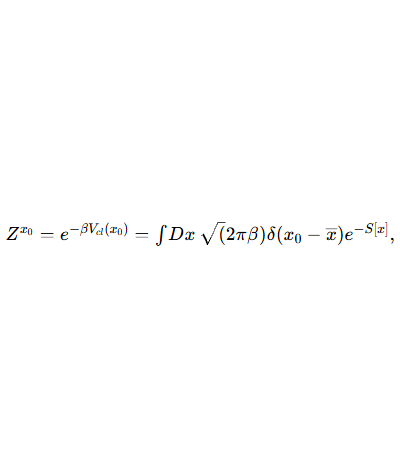 $Z^{x_0} = e^{-\beta V_{cl}(x_0)} = \int Dx \sqrt{(}2\pi\beta)\delta(x_0 - \overline{x})e^{-S[x]},$